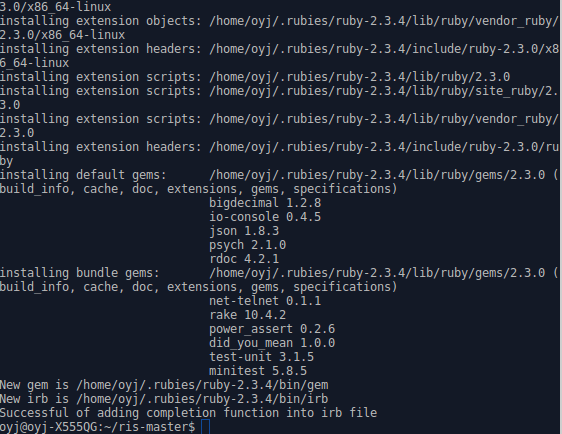 3.0/x86_64-linux
installing extension objects: /home/oyj/.rubies/ruby-2.3.4/lib/ruby/vendor_ruby/
2.3.0/x86_64-linux
installing extension headers: /home/oyj/.rubies/ruby-2.3.4/include/ruby-2.3.0/x8
6_64-linux
installing extension scripts: /home/oyj/.rubies/ruby-2.3.4/lib/ruby/2.3.0
installing extension scripts: /home/oyj/.rubies/ruby-2.3.4/lib/ruby/site_ruby/2.
3.0
installing extension scripts: /home/oyj/.rubies/ruby-2.3.4/lib/ruby/vendor_ruby/
2.3.0
installing extension headers: /home/oyj/.rubies/ruby-2.3.4/include/ruby-2.3.0/ru
by
installing default gems:      /home/oyj/.rubies/ruby-2.3.4/lib/ruby/gems/2.3.0 (
build_info, cache, doc, extensions, gems, specifications)
                              bigdecimal 1.2.8
                              io-console 0.4.5
                              json 1.8.3
                              psych 2.1.0
                              rdoc 4.2.1
installing bundle gems:       /home/oyj/.rubies/ruby-2.3.4/lib/ruby/gems/2.3.0 (
build_info, cache, doc, extensions, gems, specifications)
                              net-telnet 0.1.1
                              rake 10.4.2
                              power_assert 0.2.6
                              did_you_mean 1.0.0
                              test-unit 3.1.5
                              minitest 5.8.5
New gem is /home/oyj/.rubies/ruby-2.3.4/bin/gem
New irb is /home/oyj/.rubies/ruby-2.3.4/bin/irb
Successful of adding completion function into irb file
oyj@oyj-X555QG:~/ris-master$